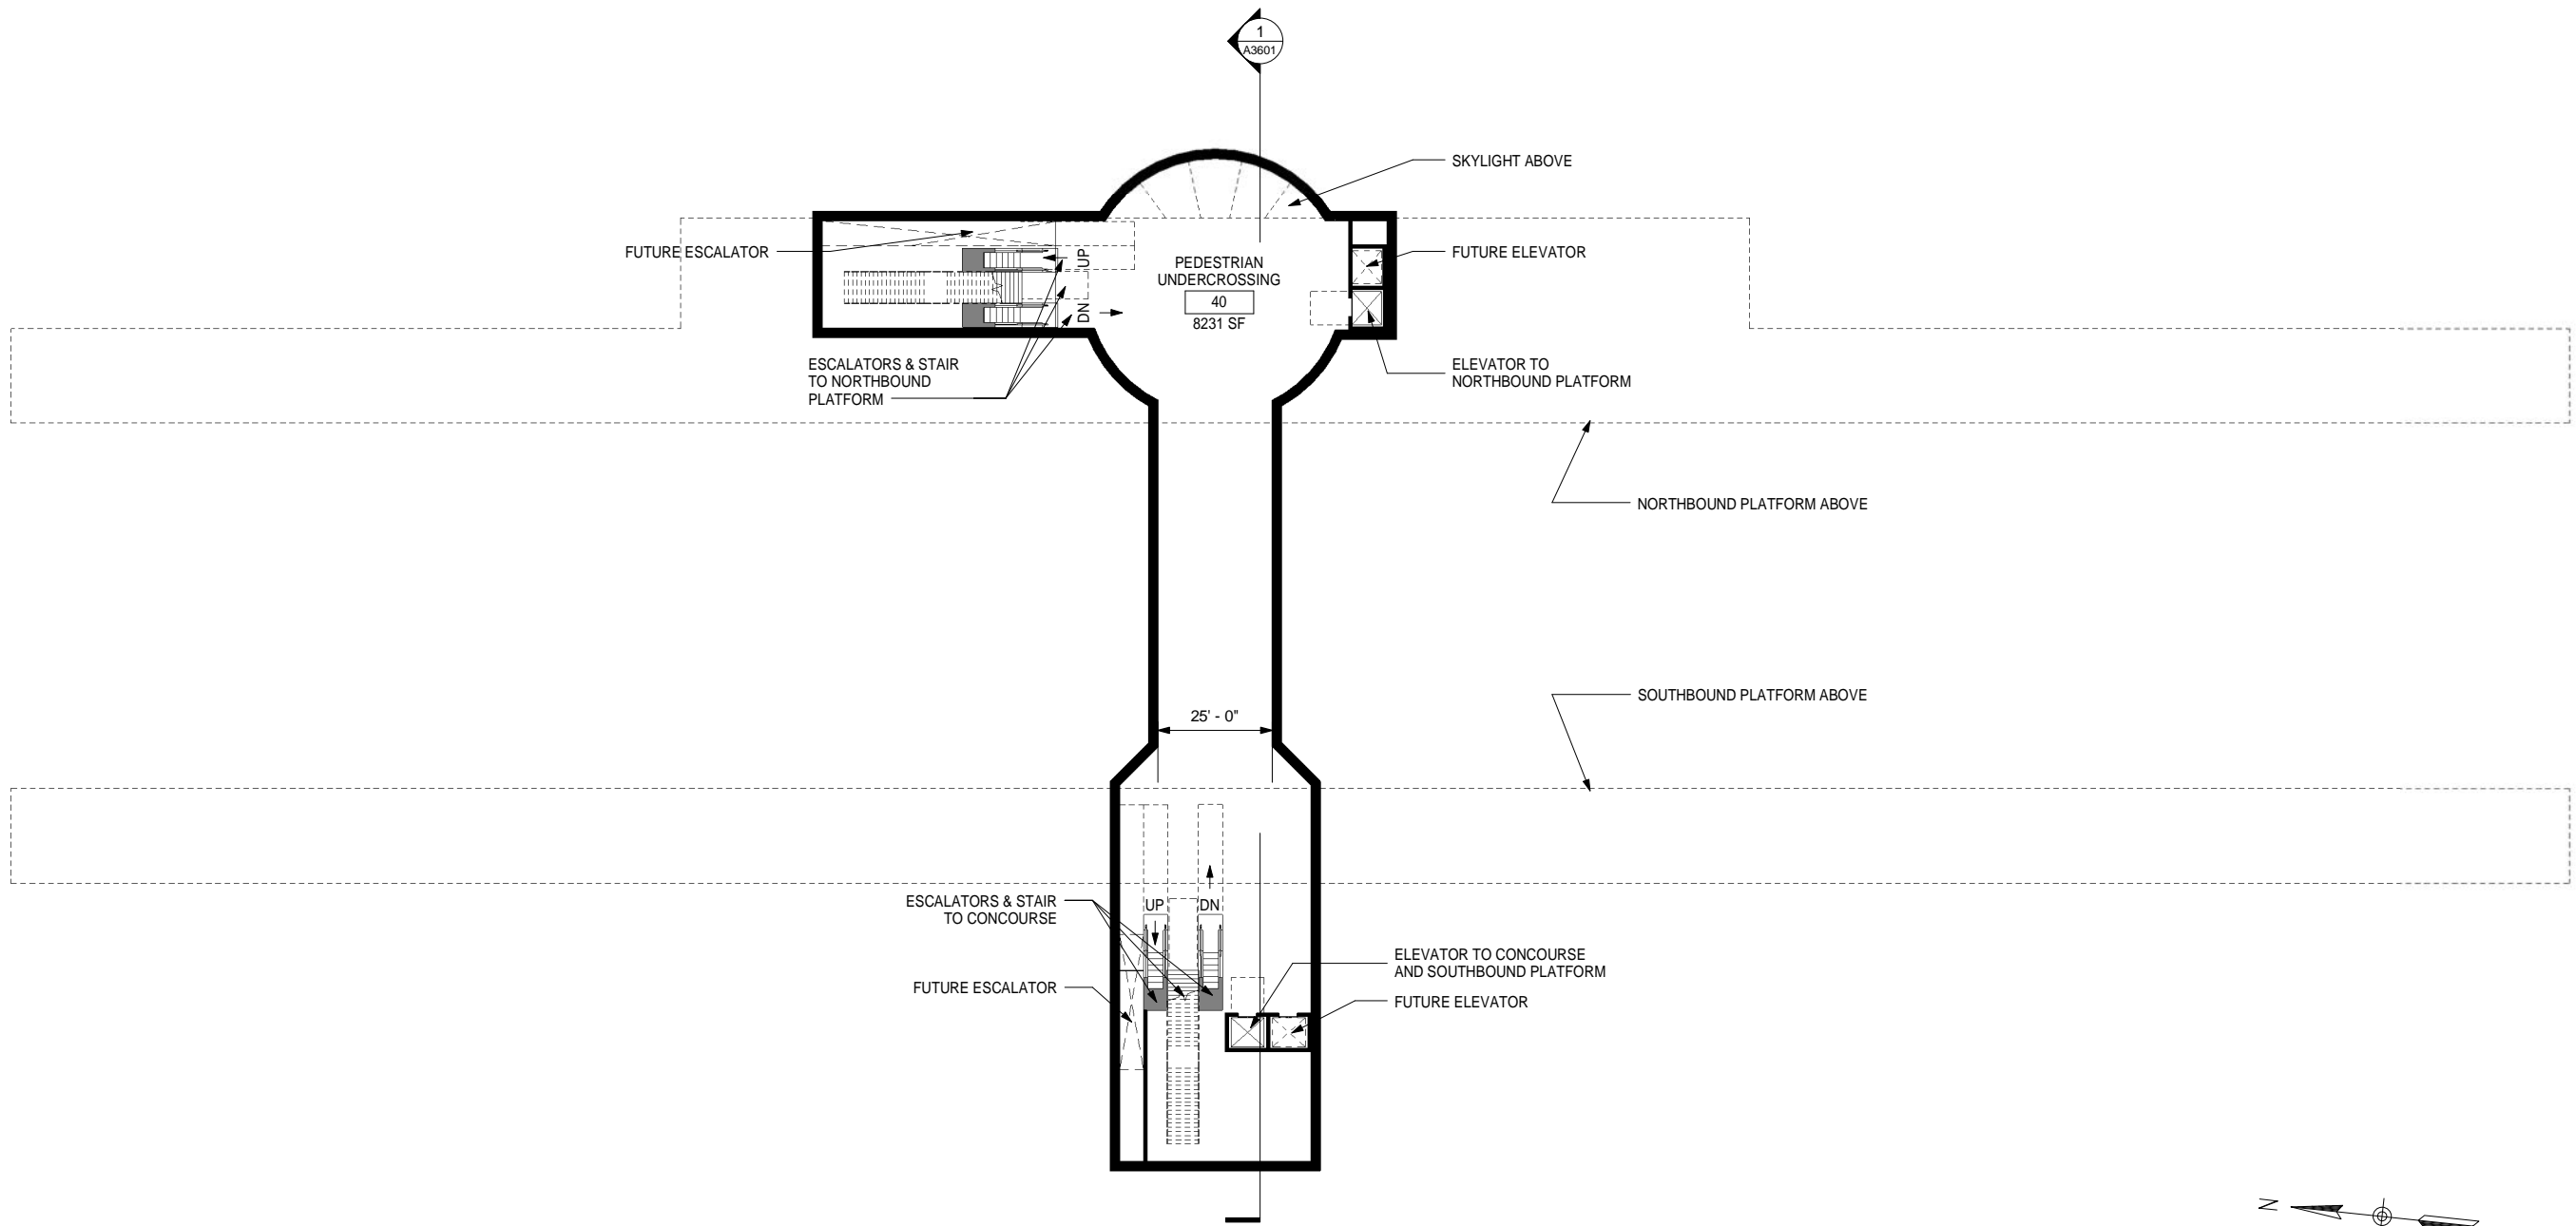 1
A3601
SKYLIGHT ABOVE
FUTURE ESCALATOR
UP
DN
PEDESTRIAN
UNDERCROSSING
40
8231 SF
FUTURE ELEVATOR
ESCALATORS & STAIR
TO NORTHBOUND
PLATFORM
ELEVATOR TO
NORTHBOUND PLATFORM
NORTHBOUND PLATFORM ABOVE
SOUTHBOUND PLATFORM ABOVE
25' - 0"
ESCALATORS & STAIR
TO CONCOURSE
UP
DN
FUTURE ESCALATOR
ELEVATOR TO CONCOURSE
AND SOUTHBOUND PLATFORM
FUTURE ELEVATOR
N